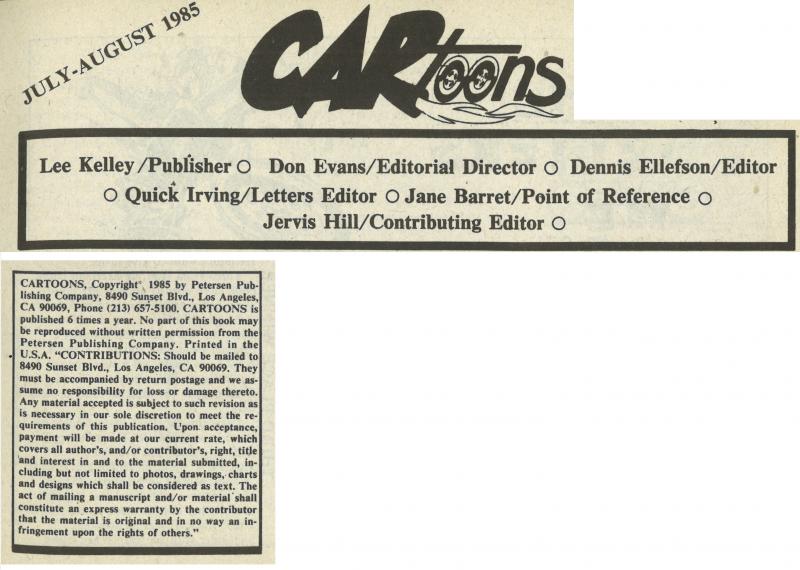 JULY-AUGUST 1985
CARtoons
Lee Kelley/Publisher O Don Evans/Editorial Director O Dennis Ellefson/Editor
O Quick Irving/Letters Editor O Jane Barret/Point of Reference O
Jervis Hill/Contributing Editor O
CARTOONS, Copyright° 1985 by Petersen Pub-
lishing Company, 8490 Sunset Blvd., Los Angeles,
CA 90069, Phone (213) 657-5100. CARTOONS is
published 6 times a year. No part of this book may
be reproduced without written permission from the
Petersen Publishing Company. Printed in the
U.S.A. "CONTRIBUTIONS: Should be mailed to
8490 Sunset Blvd., Los Angeles, CA 90069. They
must be accompanied by return postage and we as-
sume no responsibility for loss or damage thereto.
Any material accepted is subject to such revision as
is necessary in our sole discretion to meet the re-
quirements of this publication. Upon acceptance,
payment will be made at our current rate, which
covers all author's, and/or contributor's, right, title
and interest in and to the material submitted, in-
cluding but not limited to photos, drawings, charts
and designs which shall be considered as text. The
act of mailing a manuscript and/or material shall
constitute an express warranty by the contributor
that the material is original and in no way an in-
fringement upon the rights of others."